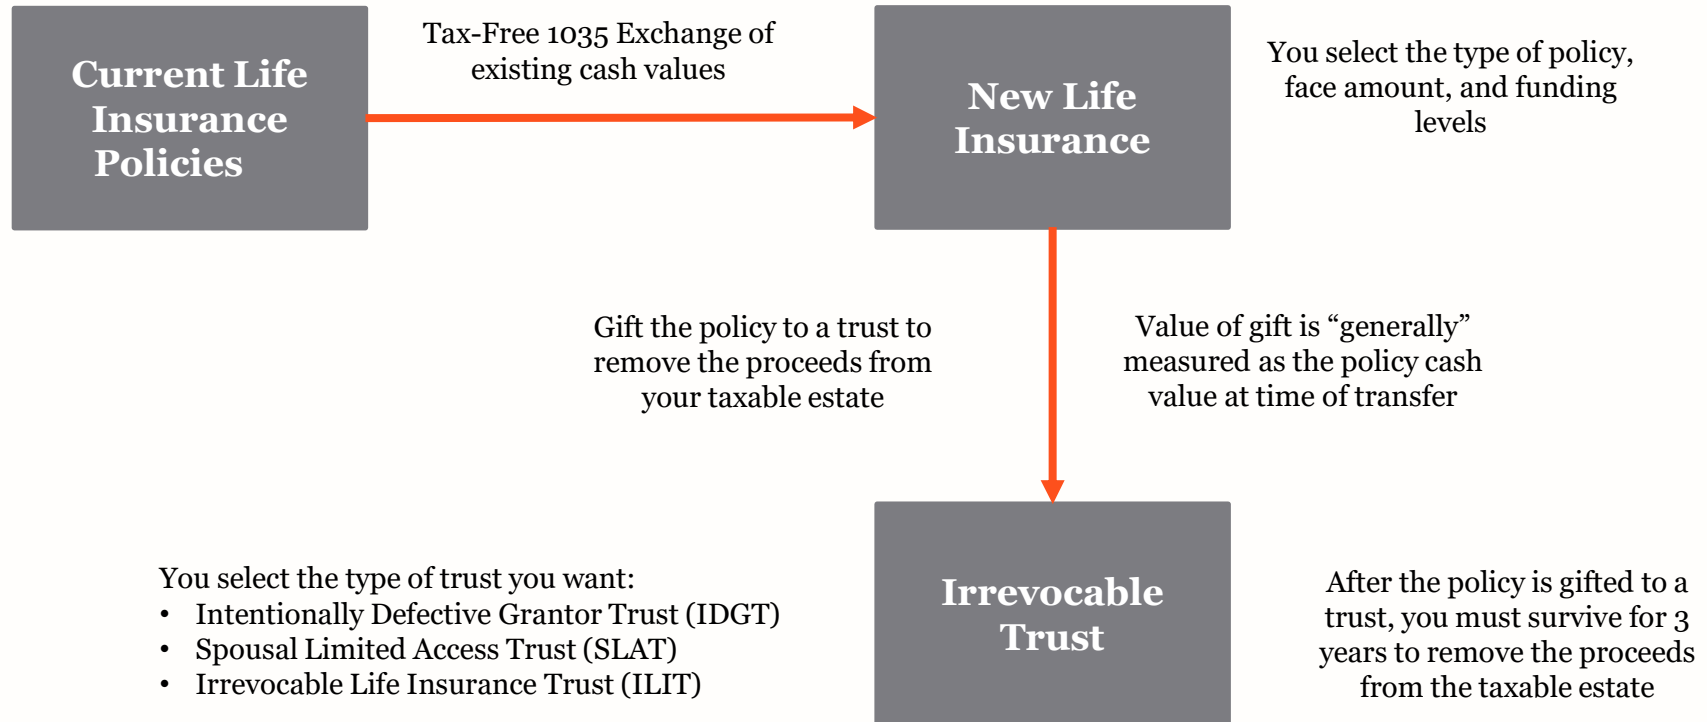 Current Life
Insurance
Policies
Tax-Free 1035 Exchange of
existing cash values
New Life
Insurance
You select the type of policy,
face amount, and funding
levels
Gift the policy to a trust to
remove the proceeds from
your taxable estate
Value of gift is “generally”
measured as the policy cash
value at time of transfer
You select the type of trust you want:
• Intentionally Defective Grantor Trust (IDGT)
• Spousal Limited Access Trust (SLAT)
• Irrevocable Life Insurance Trust (ILIT)
Irrevocable
Trust
After the policy is gifted to a
trust, you must survive for 3
years to remove the proceeds
from the taxable estate